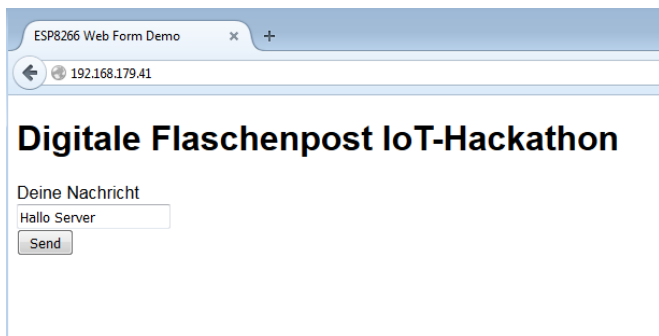 ESP8266 Web Form Demo
192.168.179.41
Digitale Flaschenpost IoT-Hackathon
Deine Nachricht
Hallo Server
Send